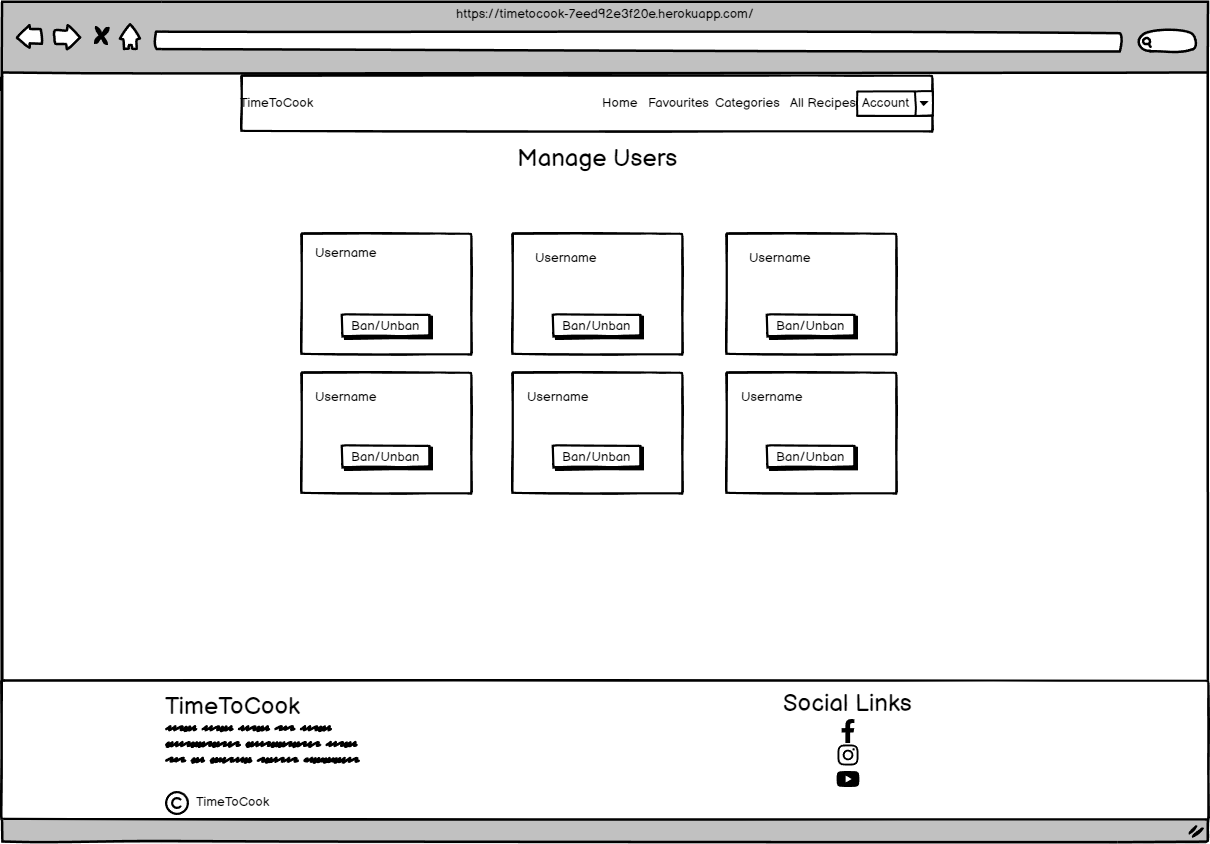 https://timetocook-7eed92e3f20e.herokuapp.com/
TimeToCook Home Favourites Categories All Recipes Account
Manage Users
Username Username Username
Ban/Unban Ban/Unban Ban/Unban
Username Username Username
Ban/Unban Ban/Unban Ban/Unban
TimeToCook Social Links
© TimeToCook